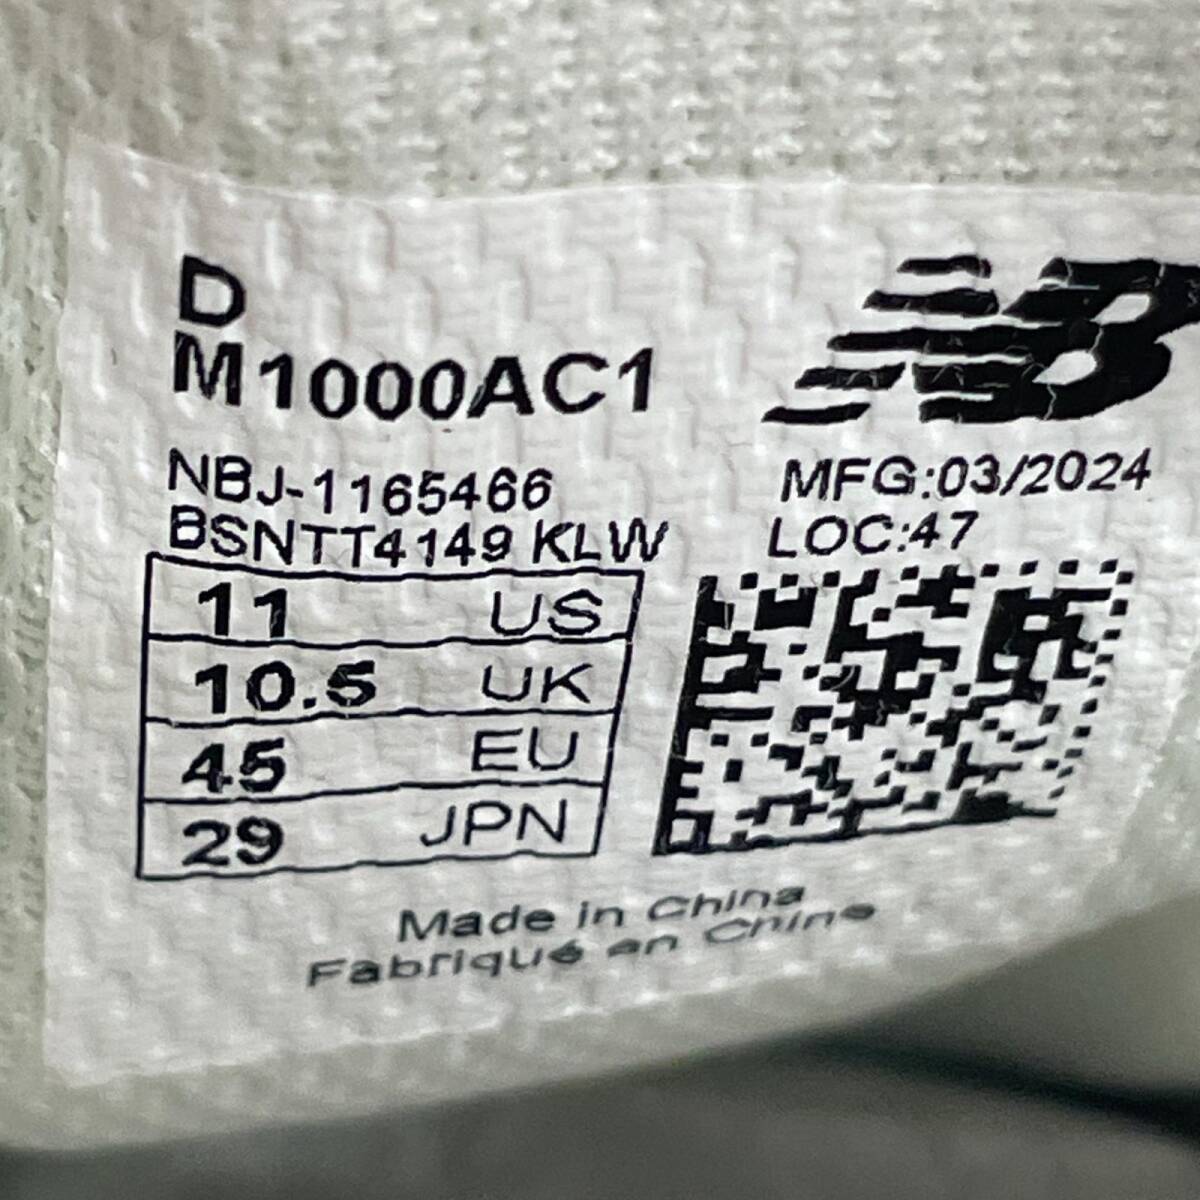 D
M1000AC1
NBJ-1165466
BSNTT4149 KLW
MFG:03/2024
LOC:47
11 US
10.5 UK
45 EU
29 JPN
Made in China
Fabriqué en Chine